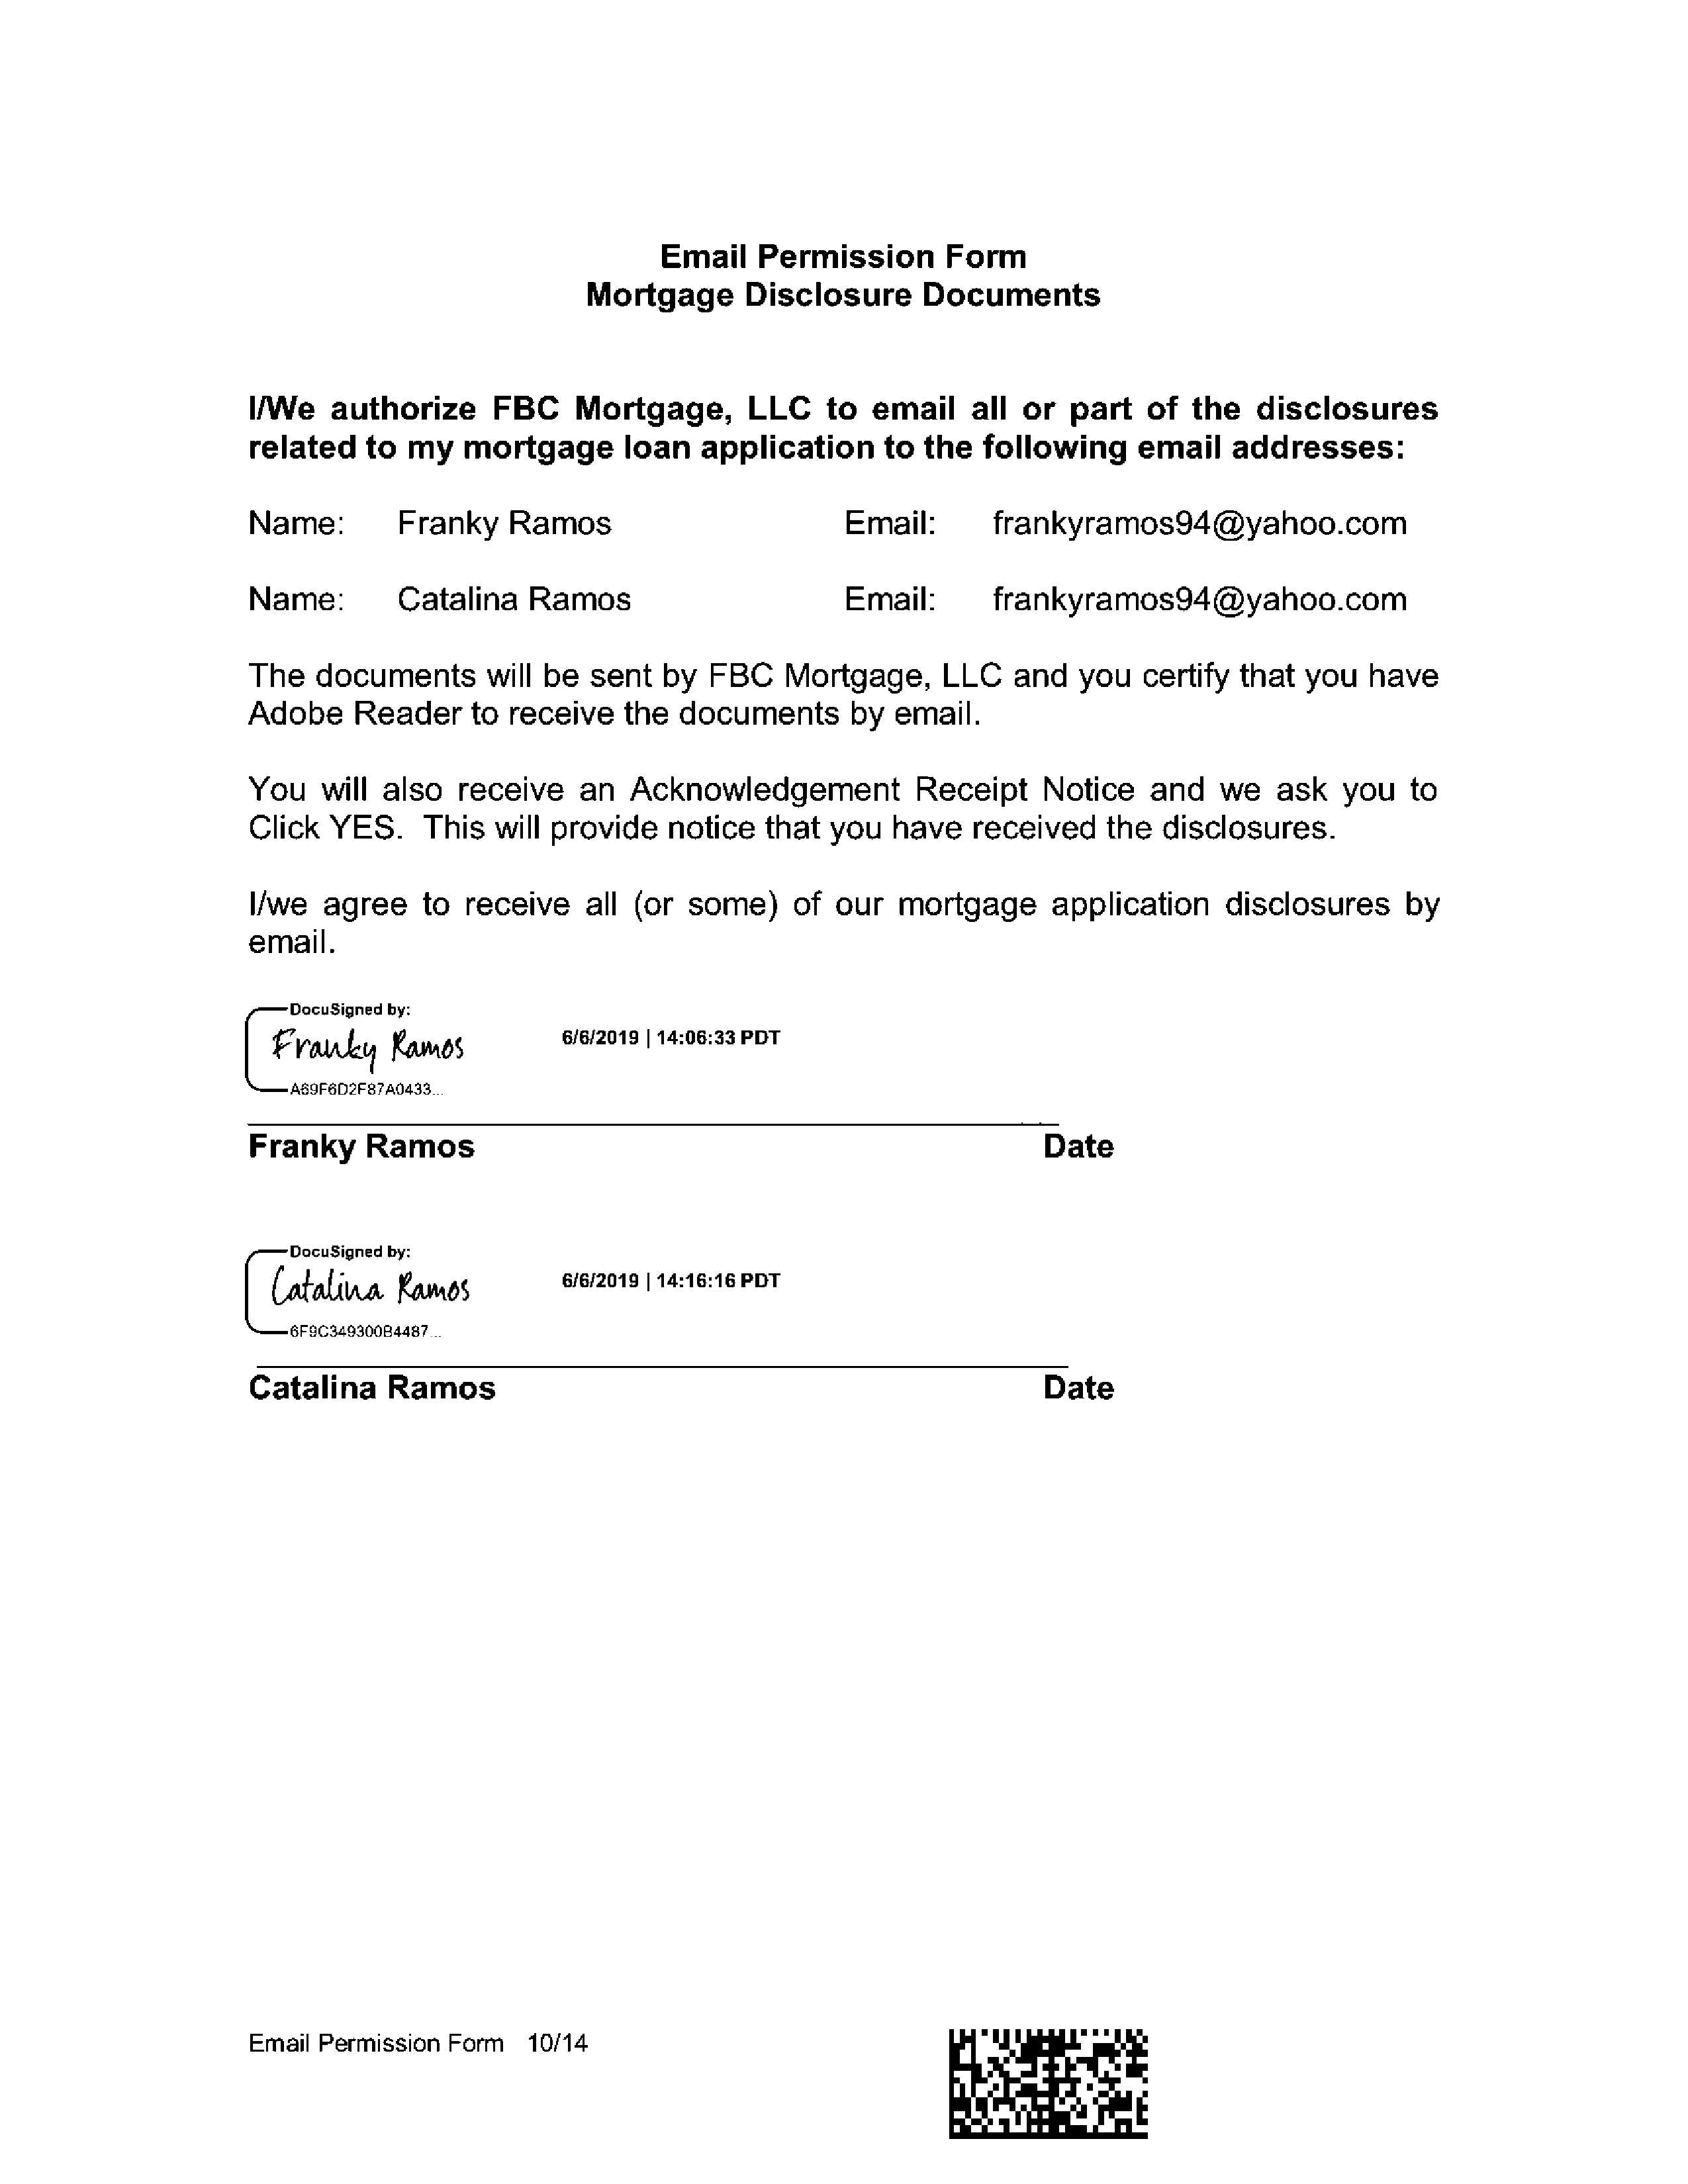 Email Permission Form
Mortgage Disclosure Documents
I/We authorize FBC Mortgage, LLC to email all or part of the disclosures
related to my mortgage loan application to the following email addresses:
Name: Franky Ramos Email: frankyramos94@yahoo.com
Name: Catalina Ramos Email: frankyramos94@yahoo.com
The documents will be sent by FBC Mortgage, LLC and you certify that you have
Adobe Reader to receive the documents by email.
You will also receive an Acknowledgement Receipt Notice and we ask you to
Click YES. This will provide notice that you have received the disclosures.
I/we agree to receive all (or some) of our mortgage application disclosures by
email.
DocuSigned by:
Franky Ramos 6/6/2019 | 14:06:33 PDT
A69F6D2F87A0433...
Franky Ramos Date
DocuSigned by:
Catalina Ramos 6/6/2019 | 14:16:16 PDT
6F9C349300B4487...
Catalina Ramos Date
Email Permission Form 10/14